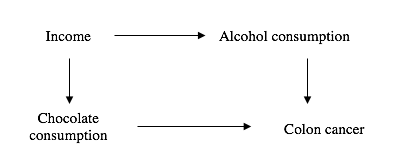 Income
Alcohol consumption
Chocolate
consumption
Colon cancer